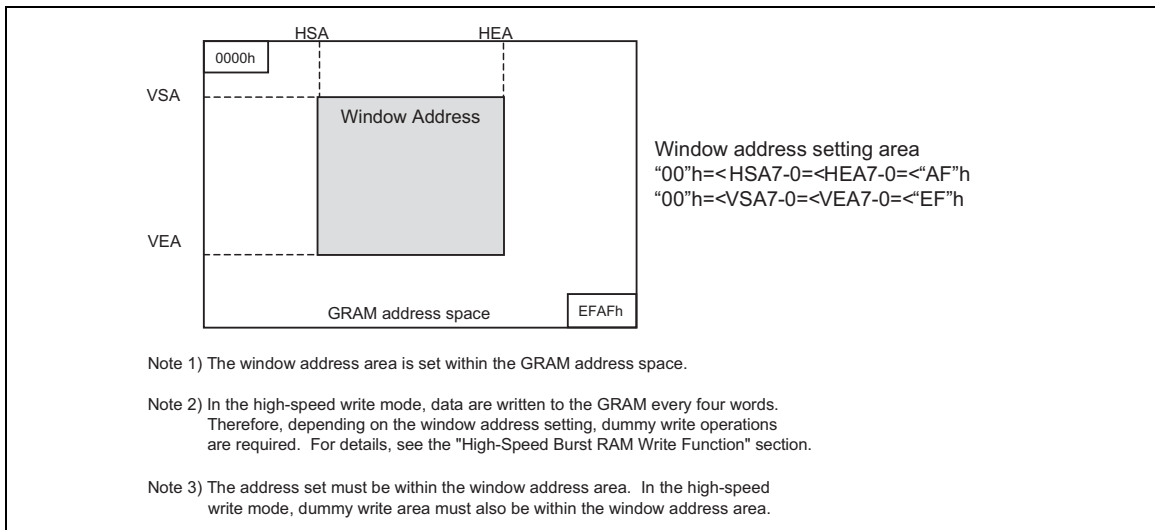 HSA HEA
0000h
VSA
Window Address
Window address setting area
“00”h=<HSA7-0=<HEA7-0=<“AF”h
“00”h=<VSA7-0=<VEA7-0=<“EF”h
VEA
GRAM address space
EFAFh
Note 1) The window address area is set within the GRAM address space.
Note 2) In the high-speed write mode, data are written to the GRAM every four words.
Therefore, depending on the window address setting, dummy write operations
are required. For details, see the "High-Speed Burst RAM Write Function" section.
Note 3) The address set must be within the window address area. In the high-speed
write mode, dummy write area must also be within the window address area.